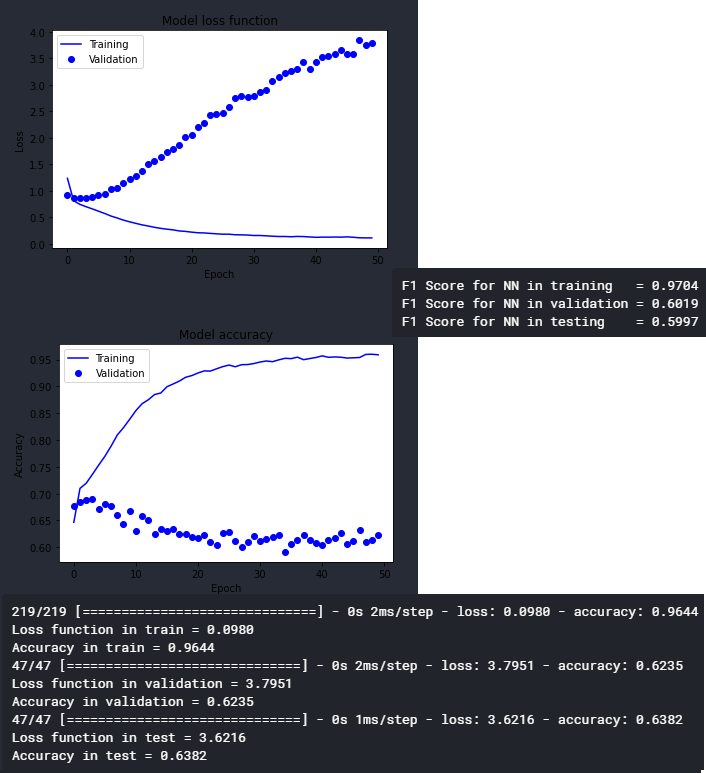 Model loss function
4.0
3.5
3.0
2.5
2.0
1.5
1.0
0.5
0.0
Loss
Training
Validation
0 10 20 30 40 50
Epoch
F1 Score for NN in training = 0.9704
F1 Score for NN in validation = 0.6019
F1 Score for NN in testing = 0.5997
Model accuracy
0.95
0.90
0.85
0.80
0.75
0.70
0.65
0.60
Accuracy
Training
Validation
0 10 20 30 40 50
Epoch
219/219 [==============================] - 0s 2ms/step - loss: 0.0980 - accuracy: 0.9644
Loss function in train = 0.0980
Accuracy in train = 0.9644
47/47 [==============================] - 0s 2ms/step - loss: 3.7951 - accuracy: 0.6235
Loss function in validation = 3.7951
Accuracy in validation = 0.6235
47/47 [==============================] - 0s 1ms/step - loss: 3.6216 - accuracy: 0.6382
Loss function in test = 3.6216
Accuracy in test = 0.6382